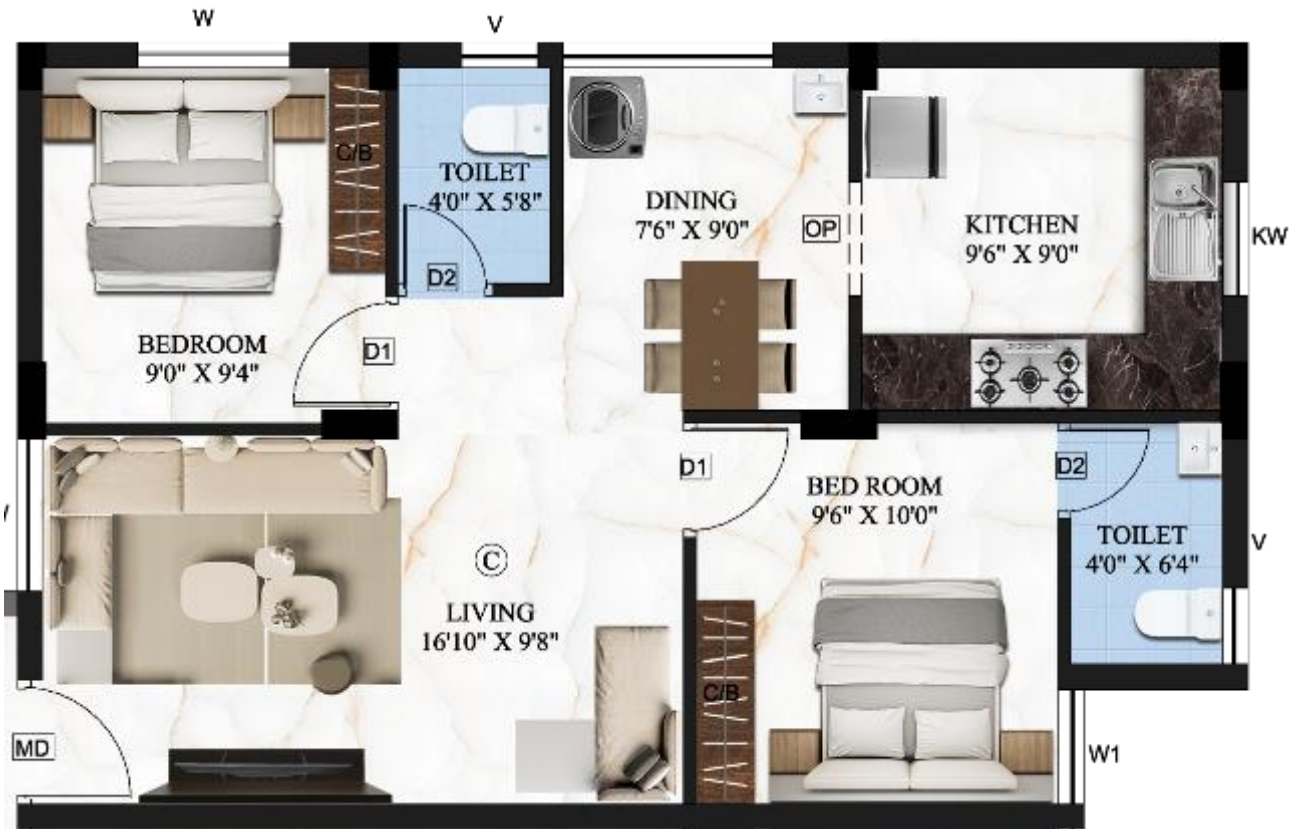 W
V
C/B
TOILET
4'0" X 5'8"
DINING
7'6" X 9'0"
OP
KITCHEN
9'6" X 9'0"
KW
D2
BEDROOM
9'0" X 9'4"
D1
D1
BED ROOM
9'6" X 10'0"
D2
TOILET
4'0" X 6'4"
V
C
LIVING
16'10" X 9'8"
C/B
MD
W1